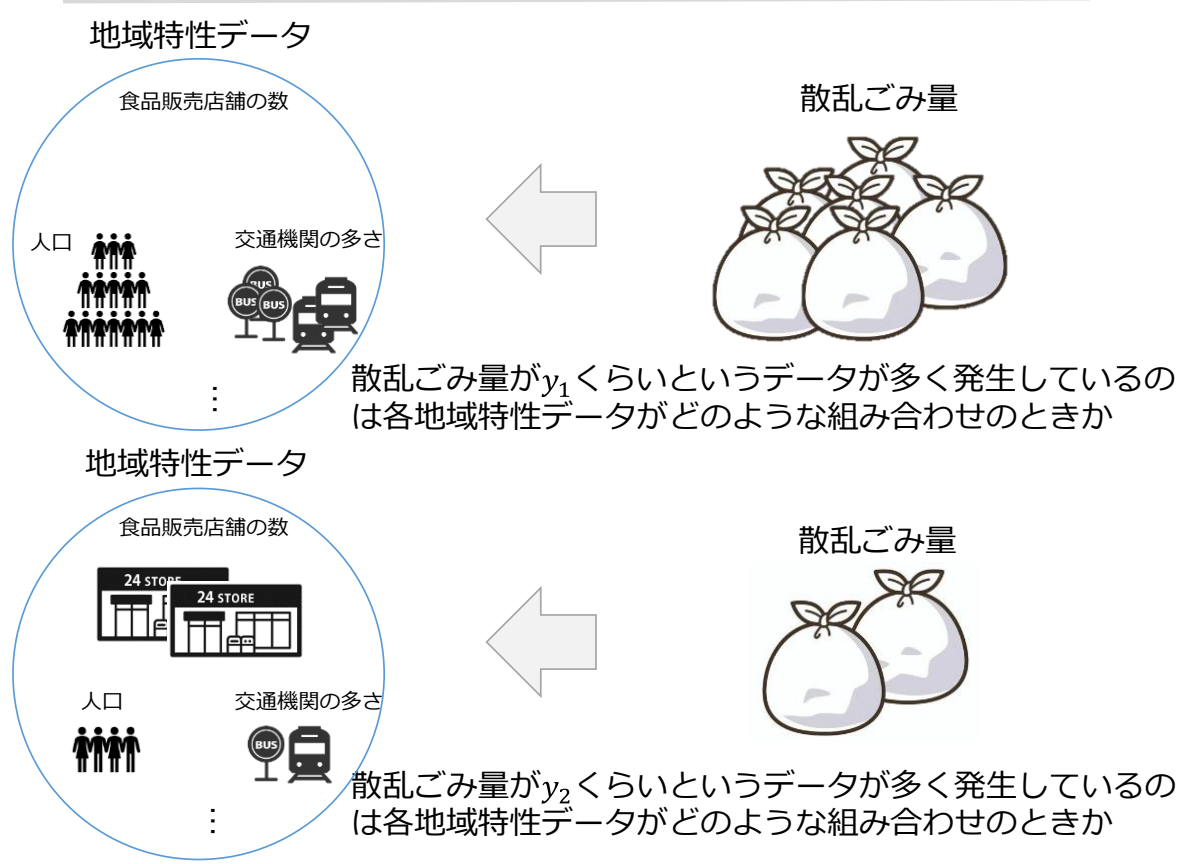 地域特性データ
食品販売店舗の数
散乱ごみ量
人口
交通機関の多さ
BUS
BUS
BUS
⋮
散乱ごみ量がy₁くらいというデータが多く発生しているの
は各地域特性データがどのような組み合わせのときか
地域特性データ
食品販売店舗の数
散乱ごみ量
24 STORE
24 STORE
人口
交通機関の多さ
BUS
⋮
散乱ごみ量がy₂くらいというデータが多く発生しているの
は各地域特性データがどのような組み合わせのときか